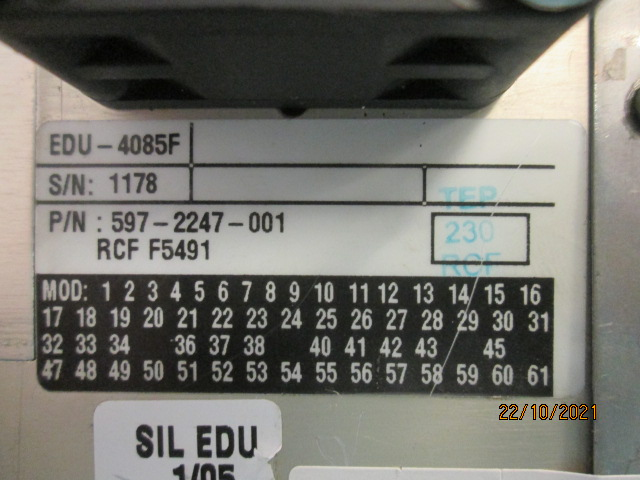 EDU-4085F
S/N: 1178
P/N: 597-2247-001
RCF F5491
TEP
230
RCF
MOD: 1 2 3 4 5 6 7 8 9 10 11 12 13 14 15 16
17 18 19 20 21 22 23 24 25 26 27 28 29 30 31
32 33 34 36 37 38 40 41 42 43 45
47 48 49 50 51 52 53 54 55 56 57 58 59 60 61
22/10/2021
SIL EDU
1/05